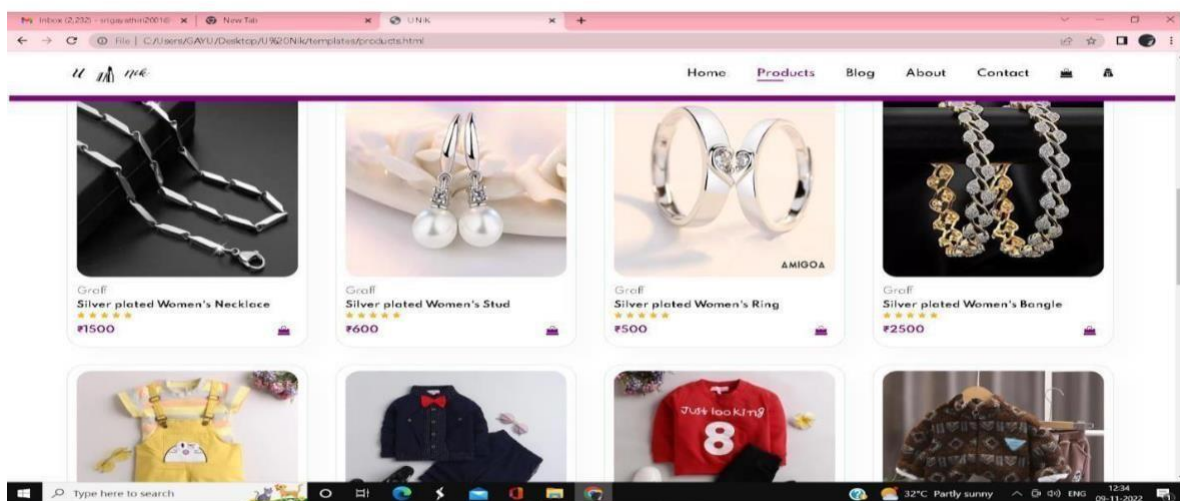 Inbox (2,232) - srigayathiri2001@
New Tab
U NIK
File | C:/Users/GAYU/Desktop/U%20Nik/templates/products.html
U Nik
Home Products Blog About Contact
AMIGOA
Graff
Silver plated Women's Necklace
₹1500
Graff
Silver plated Women's Stud
₹600
Graff
Silver plated Women's Ring
₹500
Graff
Silver plated Women's Bangle
₹2500
Just looking
8
Type here to search
32°C Partly sunny
ENG
12:34
09-11-2022